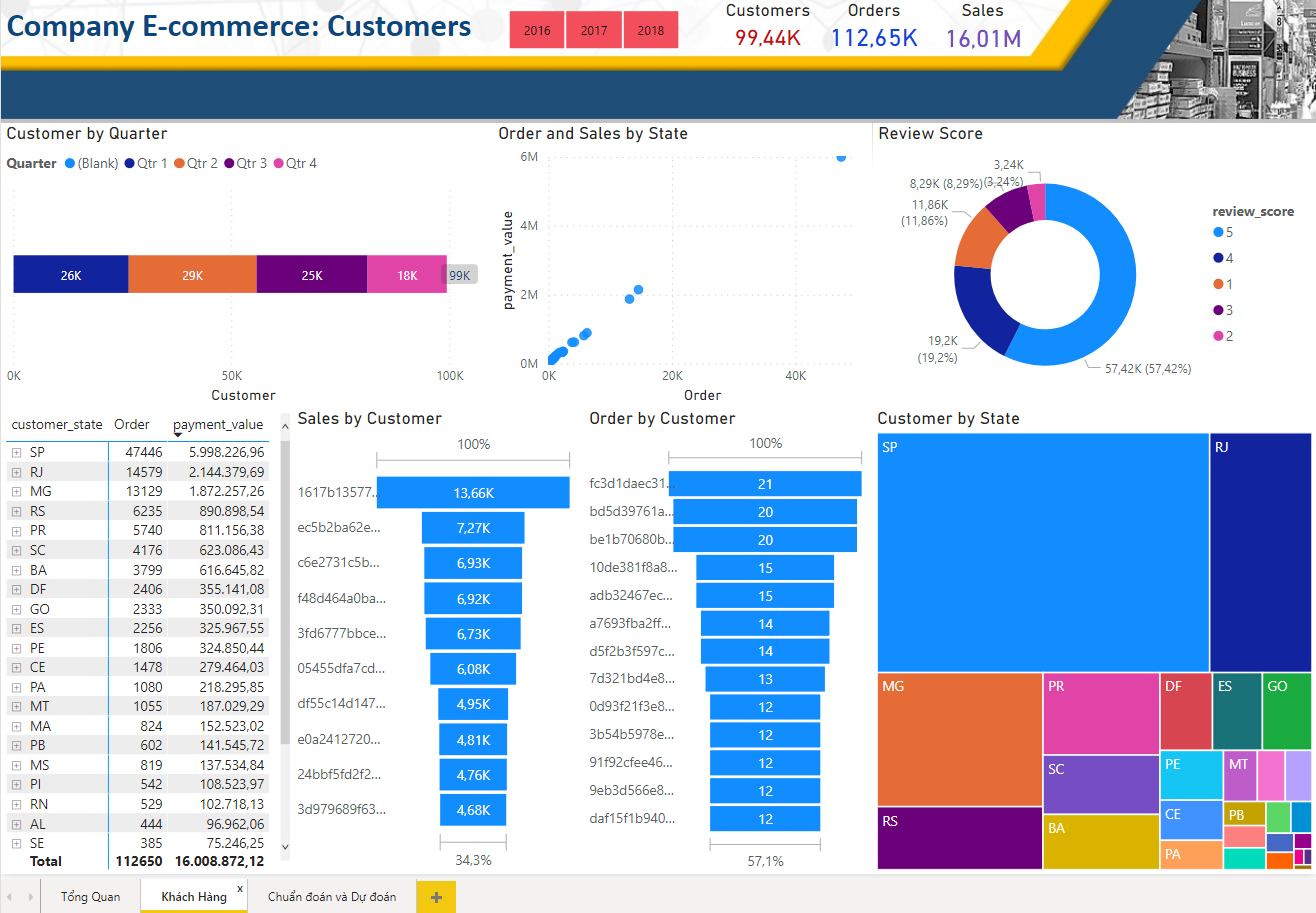 Company E-commerce: Customers
2016 2017 2018
Customers Orders Sales
99,44K 112,65K 16,01M
Customer by Quarter
Quarter (Blank) Qtr 1 Qtr 2 Qtr 3 Qtr 4
26K 29K 25K 18K 99K
0K 50K 100K
Customer
Order and Sales by State
payment_value
6M
4M
2M
0M
0K 20K 40K
Order
Review Score
3,24K
(3,24%)
8,29K (8,29%)
11,86K
(11,86%)
19,2K
(19,2%)
57,42K (57,42%)
review_score
5
4
1
3
2
customer_state Order payment_value
SP 47446 5.998.226,96
RJ 14579 2.144.379,69
MG 13129 1.872.257,26
RS 6235 890.898,54
PR 5740 811.156,38
SC 4176 623.086,43
BA 3799 616.645,82
DF 2406 355.141,08
GO 2333 350.092,31
ES 2256 325.967,55
PE 1806 324.850,44
CE 1478 279.464,03
PA 1080 218.295,85
MT 1055 187.029,29
MA 824 152.523,02
PB 602 141.545,72
MS 819 137.534,84
PI 542 108.523,97
RN 529 102.718,13
AL 444 96.962,06
SE 385 75.246,25
Total 112650 16.008.872,12
Sales by Customer
100%
1617b13577... 13,66K
ec5b2ba62e... 7,27K
c6e2731c5b... 6,93K
f48d464a0ba... 6,92K
3fd6777bbce... 6,73K
05455dfa7cd... 6,08K
df55c14d147... 4,95K
e0a2412720... 4,81K
24bbf5fd2f2... 4,76K
3d979689f63... 4,68K
34,3%
Order by Customer
100%
fc3d1daec31... 21
bd5d39761a... 20
be1b70680b... 20
10de381f8a8... 15
adb32467ec... 15
a7693fba2ff... 14
d5f2b3f597c... 14
7d321bd4e8... 13
0d93f21f3e8... 12
3b54b5978e... 12
91f92cfee46... 12
9eb3d566e8... 12
daf15f1b940... 12
57,1%
Customer by State
SP RJ
MG PR DF ES GO
SC PE MT
RS BA CE PB
PA
Tổng Quan Khách Hàng x Chuẩn đoán và Dự đoán +